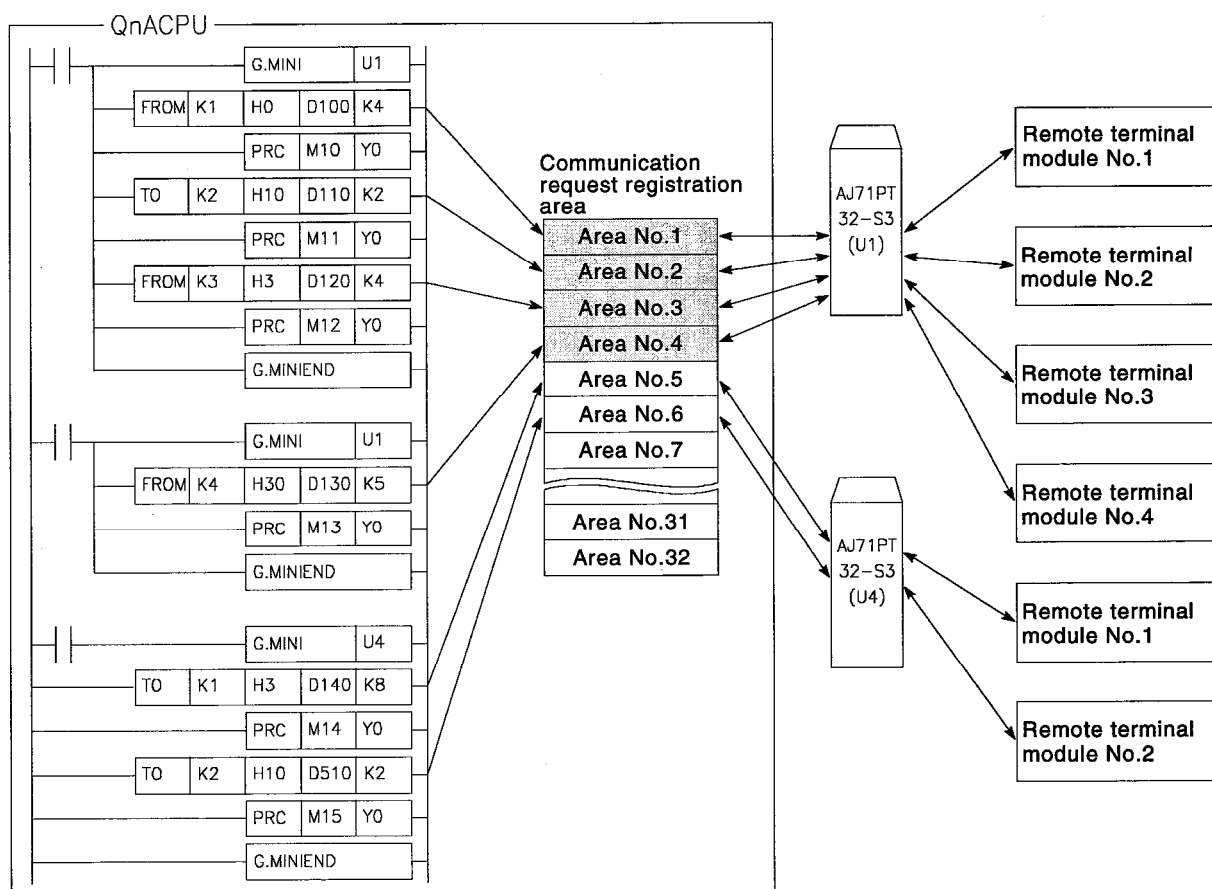 QnACPU
G.MINI U1
FROM K1 H0 D100 K4
PRC M10 Y0
TO K2 H10 D110 K2
PRC M11 Y0
FROM K3 H3 D120 K4
PRC M12 Y0
G.MINIEND
G.MINI U1
FROM K4 H30 D130 K5
PRC M13 Y0
G.MINIEND
G.MINI U4
TO K1 H3 D140 K8
PRC M14 Y0
TO K2 H10 D510 K2
PRC M15 Y0
G.MINIEND
Communication
request registration
area
Area No.1
Area No.2
Area No.3
Area No.4
Area No.5
Area No.6
Area No.7
Area No.31
Area No.32
AJ71PT
32-S3
(U1)
AJ71PT
32-S3
(U4)
Remote terminal
module No.1
Remote terminal
module No.2
Remote terminal
module No.3
Remote terminal
module No.4
Remote terminal
module No.1
Remote terminal
module No.2